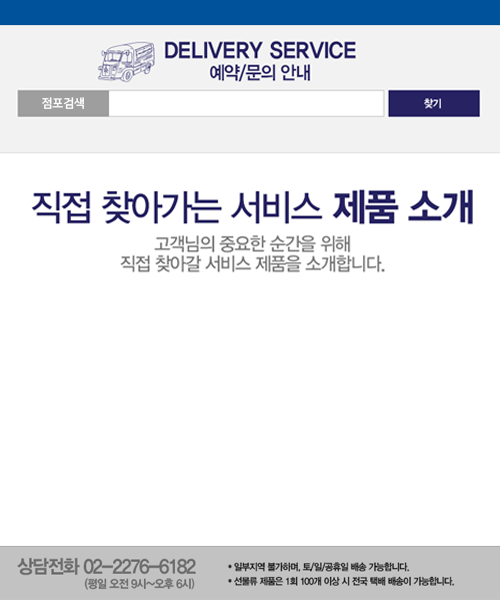 DELIVERY SERVICE
예약/문의 안내
점포검색
찾기
직접 찾아가는 서비스 제품 소개
고객님의 중요한 순간을 위해
직접 찾아갈 서비스 제품을 소개합니다.
상담전화 02-2276-6182
(평일 오전 9시~오후 6시)
• 일부지역 불가하며, 토/일/공휴일 배송 가능합니다.
• 선물류 제품은 1회 100개 이상 시 전국 택배 배송이 가능합니다.